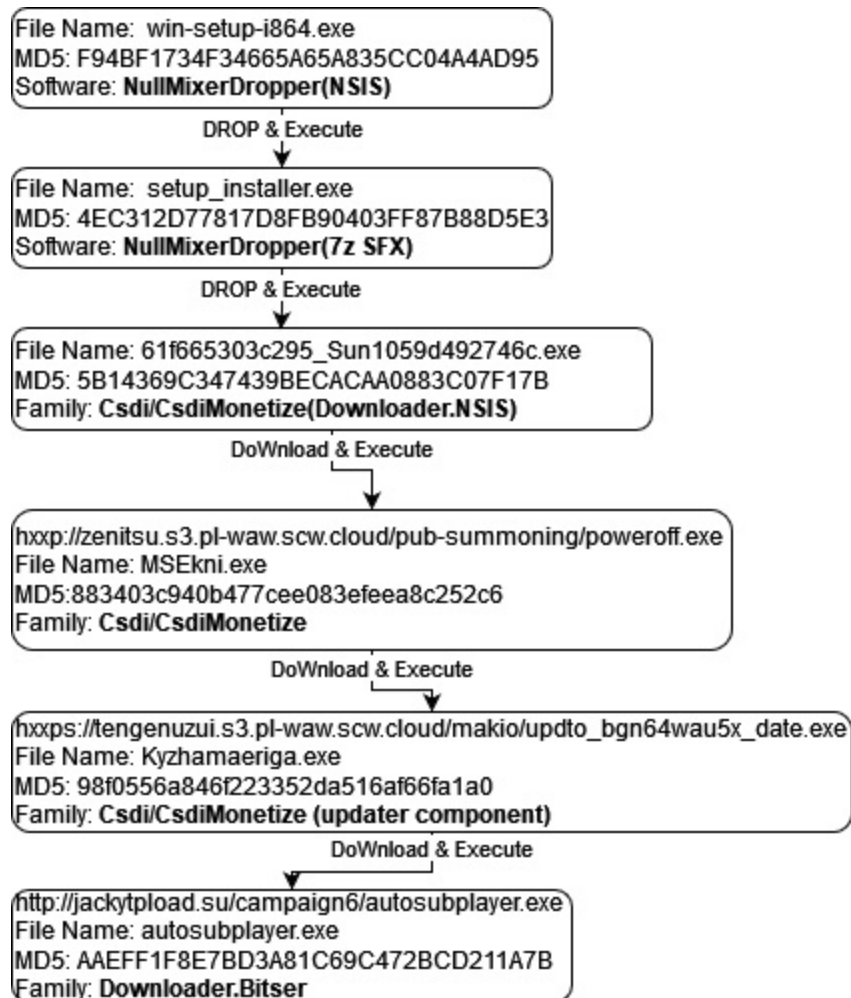 File Name: win-setup-i864.exe
MD5: F94BF1734F34665A65A835CC04A4AD95
Software: NullMixerDropper(NSIS)
DROP & Execute
File Name: setup_installer.exe
MD5: 4EC312D77817D8FB90403FF87B88D5E3
Software: NullMixerDropper(7z SFX)
DROP & Execute
File Name: 61f665303c295_Sun1059d492746c.exe
MD5: 5B14369C347439BECACAA0883C07F17B
Family: Csdi/CsdiMonetize(Downloader.NSIS)
DoWnload & Execute
hxxp://zenitsu.s3.pl-waw.scw.cloud/pub-summoning/poweroff.exe
File Name: MSEkni.exe
MD5:883403c940b477cee083efeea8c252c6
Family: Csdi/CsdiMonetize
DoWnload & Execute
hxxps://tengenuzui.s3.pl-waw.scw.cloud/makio/updto_bgn64wau5x_date.exe
File Name: Kyzhamaeriga.exe
MD5: 98f0556a846f223352da516af66fa1a0
Family: Csdi/CsdiMonetize (updater component)
DoWnload & Execute
http://jackytpload.su/campaign6/autosubplayer.exe
File Name: autosubplayer.exe
MD5: AAEFF1F8E7BD3A81C69C472BCD211A7B
Family: Downloader.Bitser